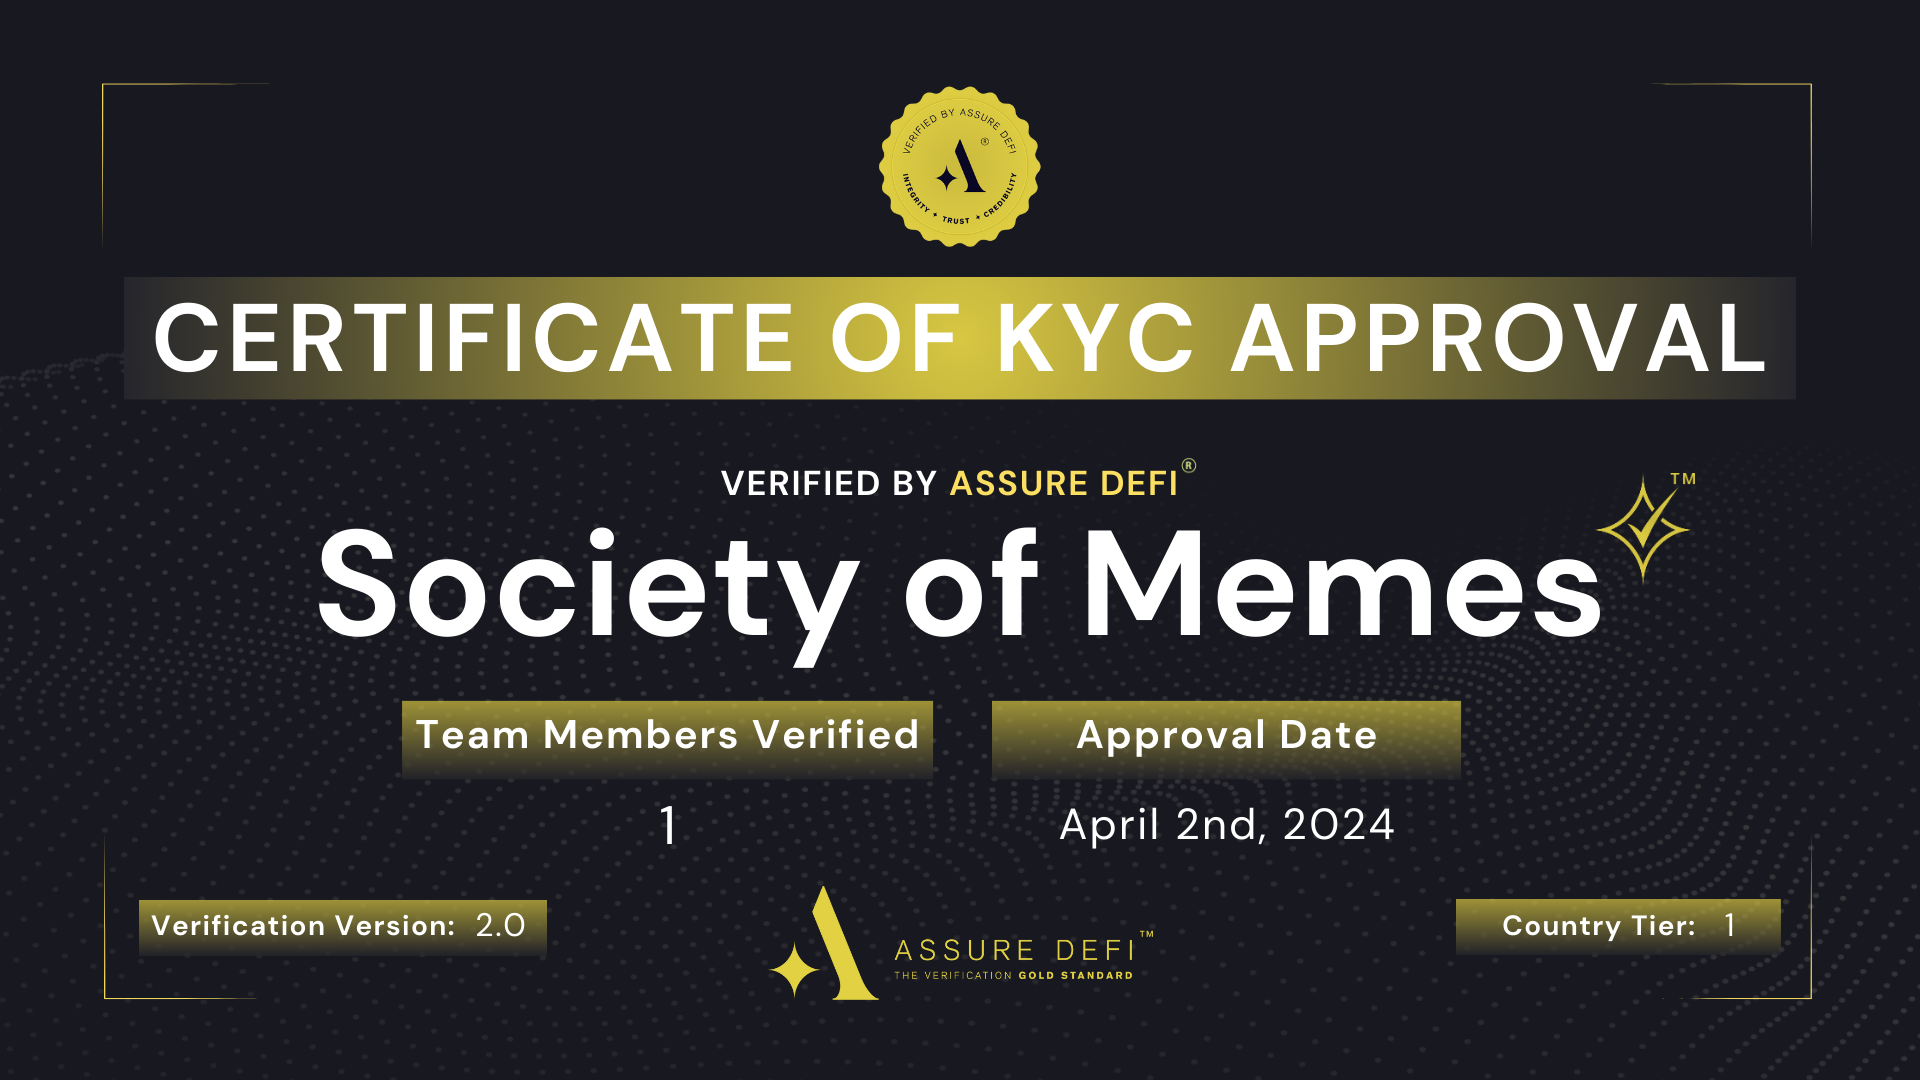 VERIFIED BY ASSURE DEFI
A ®
INTEGRITY ✦ TRUST ✦ CREDIBILITY
CERTIFICATE OF KYC APPROVAL
VERIFIED BY ASSURE DEFI®
Society of Memes ™
Team Members Verified
1
Approval Date
April 2nd, 2024
Verification Version: 2.0
ASSURE DEFI™
THE VERIFICATION GOLD STANDARD
Country Tier: 1